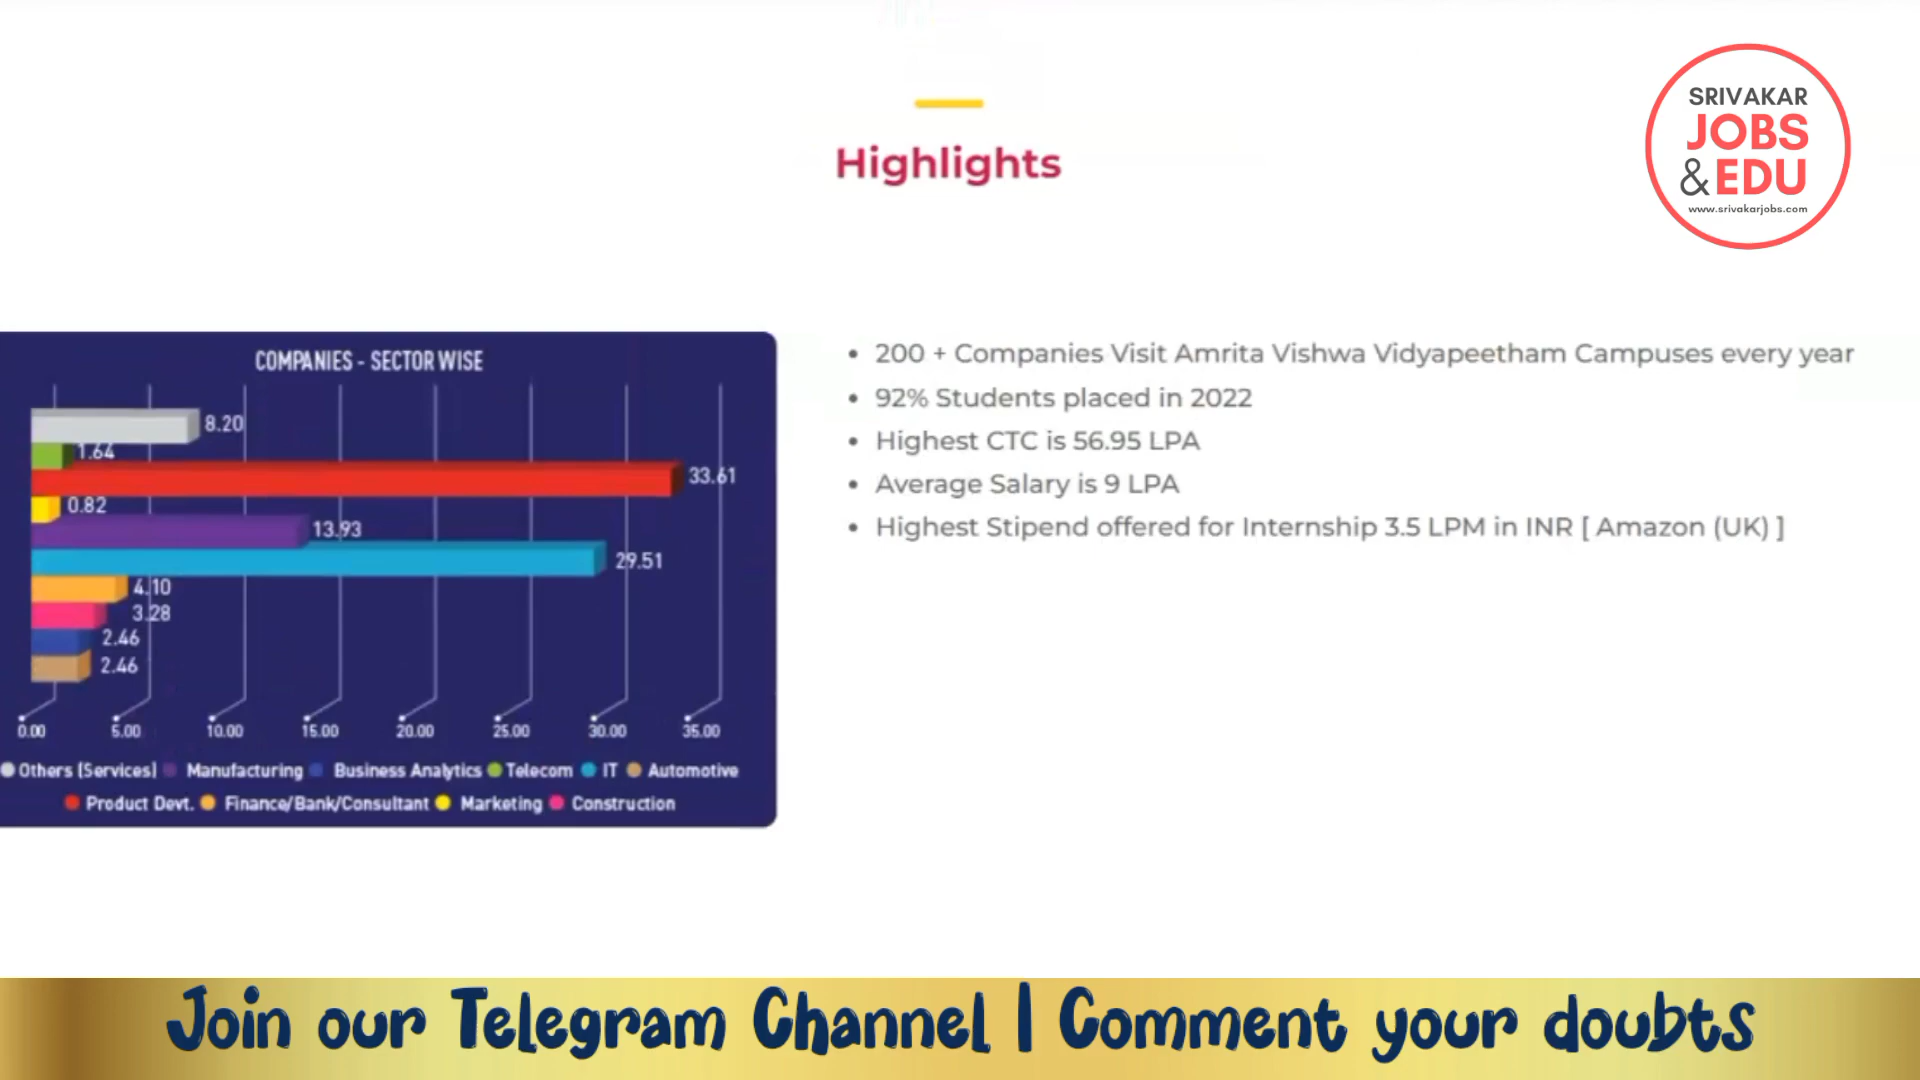 SRIVAKAR
JOBS
& EDU
www.srivakarjobs.com
Highlights
COMPANIES - SECTOR WISE
8.20
1.64
33.61
0.82
13.93
29.51
4.10
3.28
2.46
2.46
0.00 5.00 10.00 15.00 20.00 25.00 30.00 35.00
Others (Services) Manufacturing Business Analytics Telecom IT Automotive
Product Devt. Finance/Bank/Consultant Marketing Construction
• 200 + Companies Visit Amrita Vishwa Vidyapeetham Campuses every year
• 92% Students placed in 2022
• Highest CTC is 56.95 LPA
• Average Salary is 9 LPA
• Highest Stipend offered for Internship 3.5 LPM in INR [ Amazon (UK) ]
Join our Telegram Channel | Comment your doubts